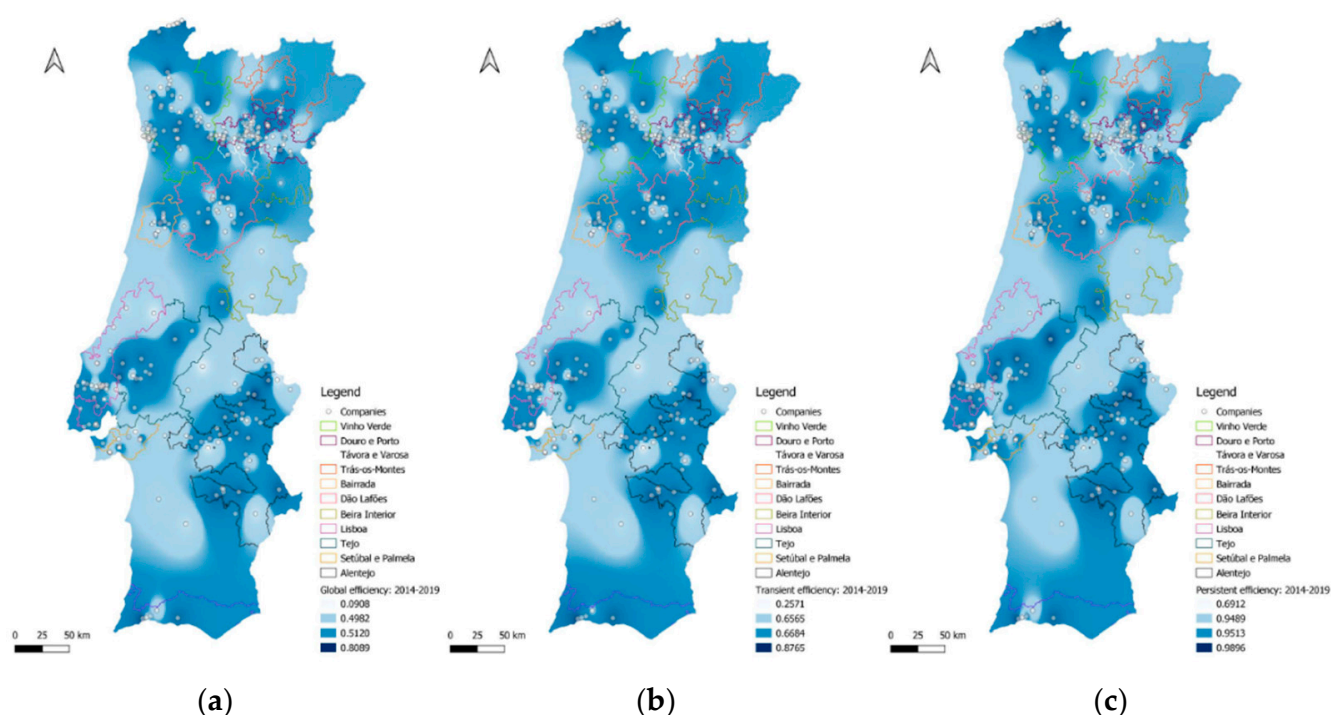 Legend
Companies
Vinho Verde
Douro e Porto
Távora e Varosa
Trás-os-Montes
Bairrada
Dão Lafões
Beira Interior
Lisboa
Tejo
Setúbal e Palmela
Alentejo
Global efficiency: 2014-2019
0.0908
0.4982
0.5120
0.8089
0 25 50 km
(a)
Legend
Companies
Vinho Verde
Douro e Porto
Távora e Varosa
Trás-os-Montes
Bairrada
Dão Lafões
Beira Interior
Lisboa
Tejo
Setúbal e Palmela
Alentejo
Transient efficiency: 2014-2019
0.2571
0.6565
0.6684
0.8765
0 25 50 km
(b)
Legend
Companies
Vinho Verde
Douro e Porto
Távora e Varosa
Trás-os-Montes
Bairrada
Dão Lafões
Beira Interior
Lisboa
Tejo
Setúbal e Palmela
Alentejo
Persistent efficiency: 2014-2019
0.6912
0.9489
0.9513
0.9896
0 25 50 km
(c)